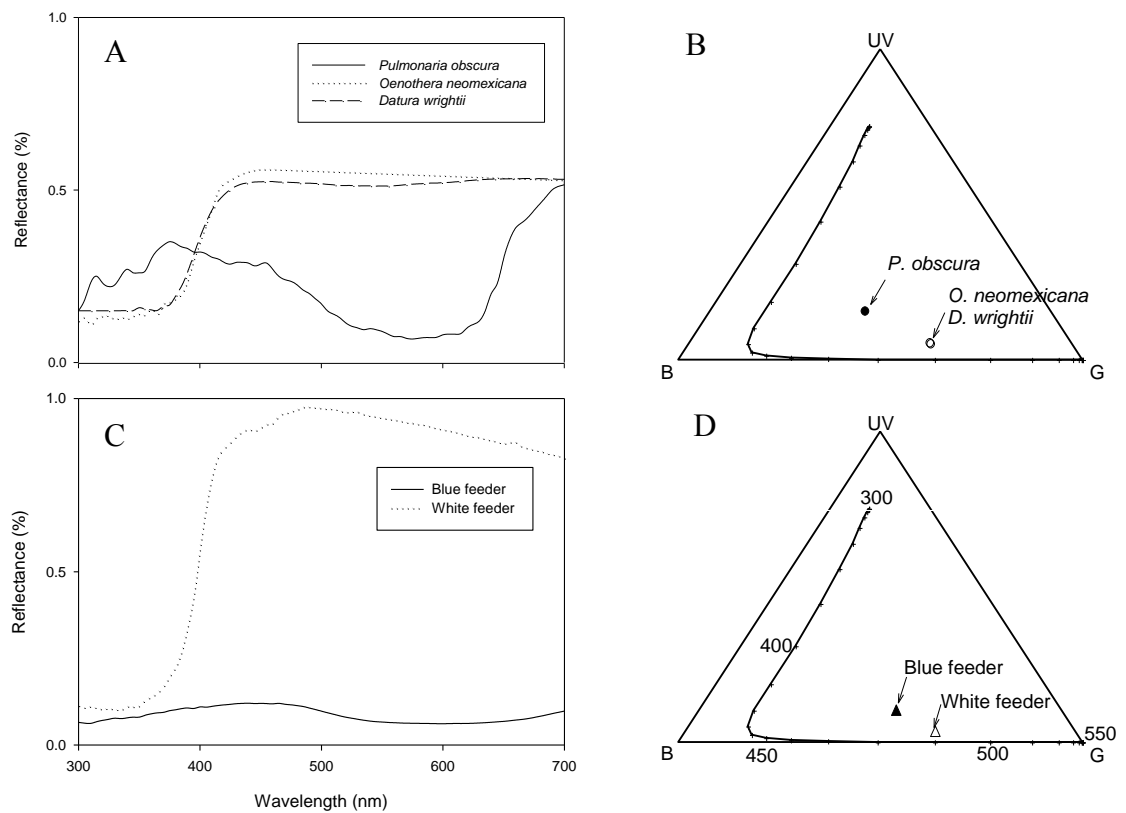 A
1.0
0.5
0.0
Reflectance (%)
Pulmonaria obscura
Oenothera neomexicana
Datura wrightii
B
UV
P. obscura
O. neomexicana
D. wrightii
B
G
C
1.0
0.5
0.0
Reflectance (%)
Blue feeder
White feeder
300
400
500
600
700
Wavelength (nm)
D
UV
300
400
Blue feeder
White feeder
550
B
450
500
G